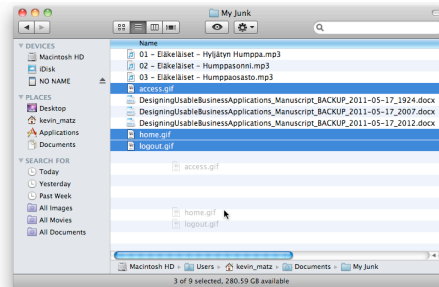 My Junk
DEVICES
Macintosh HD
iDisk
NO NAME
PLACES
Desktop
kevin_matz
Applications
Documents
SEARCH FOR
Today
Yesterday
Past Week
All Images
All Movies
All Documents
Name
01 - Eläkeläiset - Hyljätyn Humppa.mp3
02 - Eläkeläiset - Humppasonni.mp3
03 - Eläkeläiset - Humppaosasto.mp3
access.gif
DesigningUsableBusinessApplications_Manuscript_BACKUP_2011-05-17_1924.docx
DesigningUsableBusinessApplications_Manuscript_BACKUP_2011-05-17_2007.docx
DesigningUsableBusinessApplications_Manuscript_BACKUP_2011-05-17_2012.docx
home.gif
logout.gif
access.gif
home.gif
logout.gif
Macintosh HD ▸ Users ▸ kevin_matz ▸ Documents ▸ My Junk
3 of 9 selected, 280.59 GB available